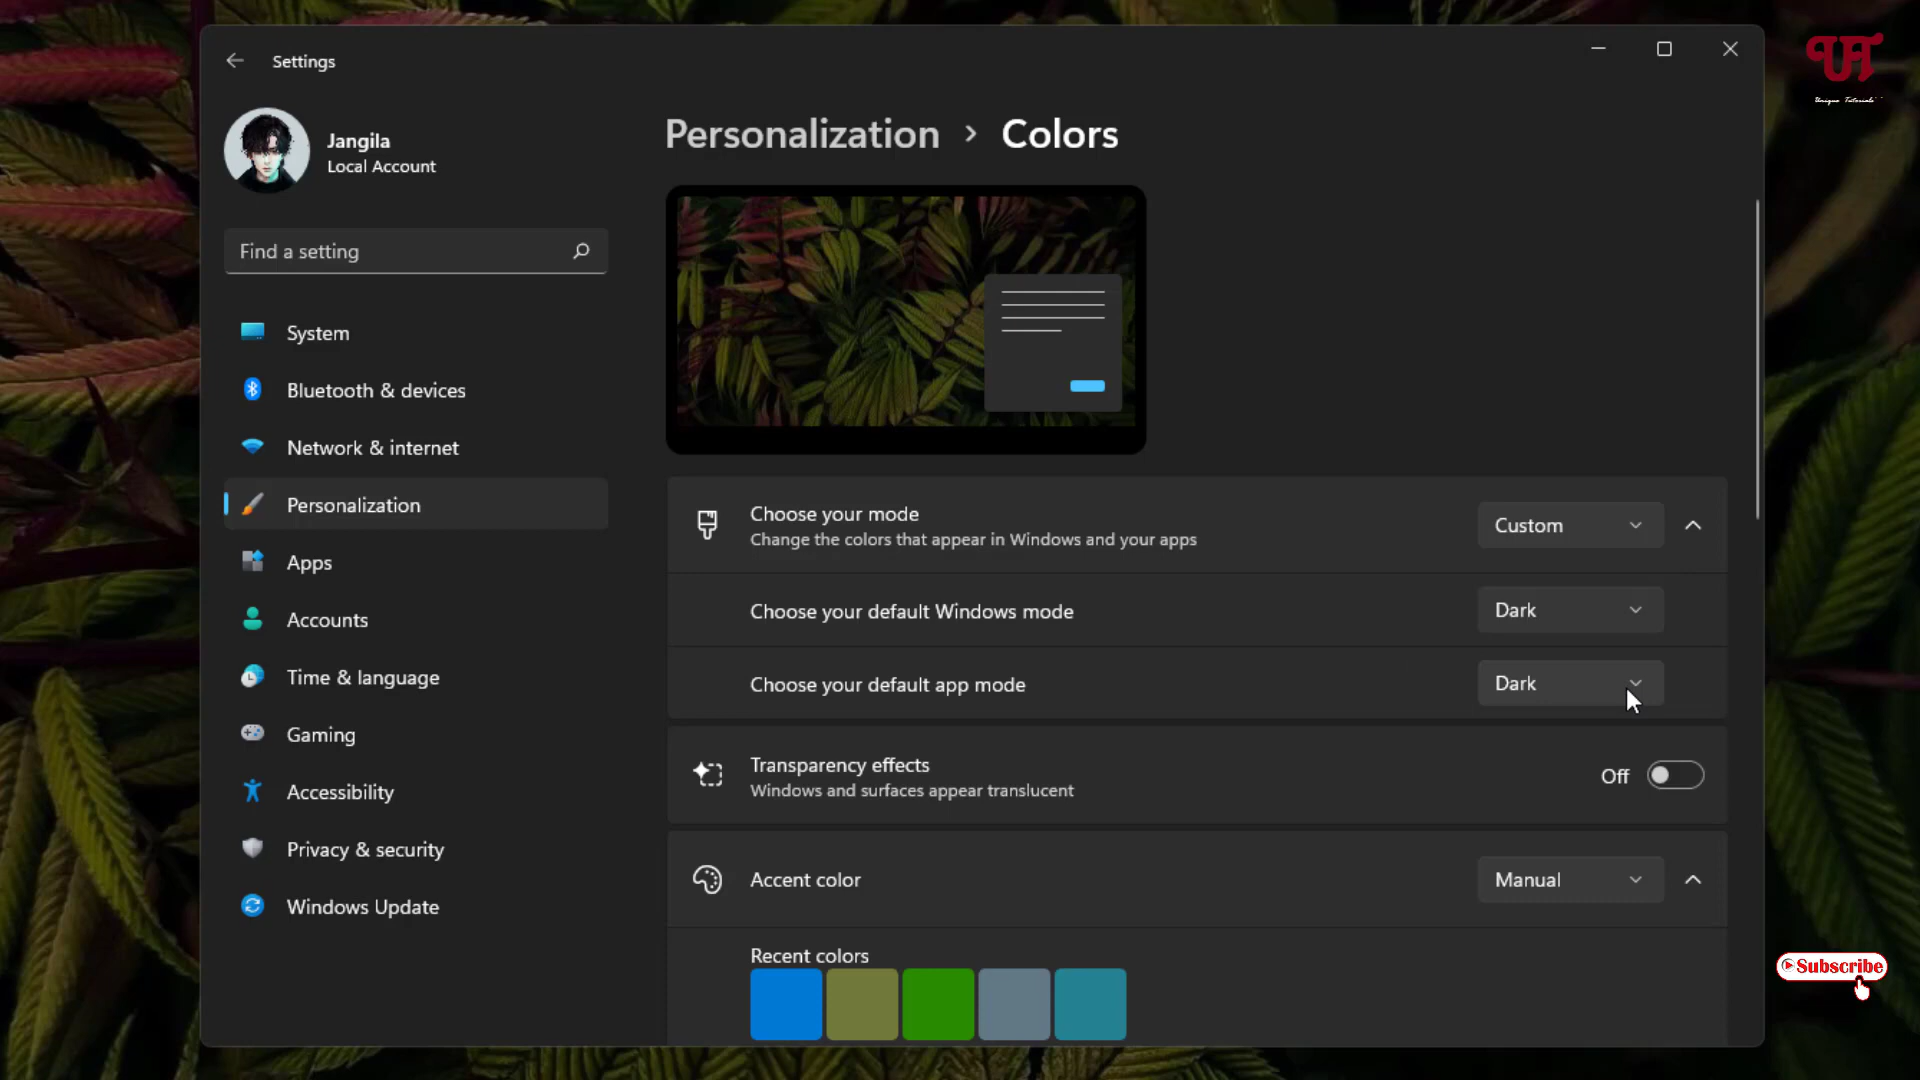 Settings
UT
Unique Tutorials
Jangila
Local Account
Find a setting
System
Bluetooth & devices
Network & internet
Personalization
Apps
Accounts
Time & language
Gaming
Accessibility
Privacy & security
Windows Update
Personalization > Colors
Choose your mode
Change the colors that appear in Windows and your apps
Custom
Choose your default Windows mode
Dark
Choose your default app mode
Dark
Transparency effects
Windows and surfaces appear translucent
Off
Accent color
Manual
Recent colors
Subscribe